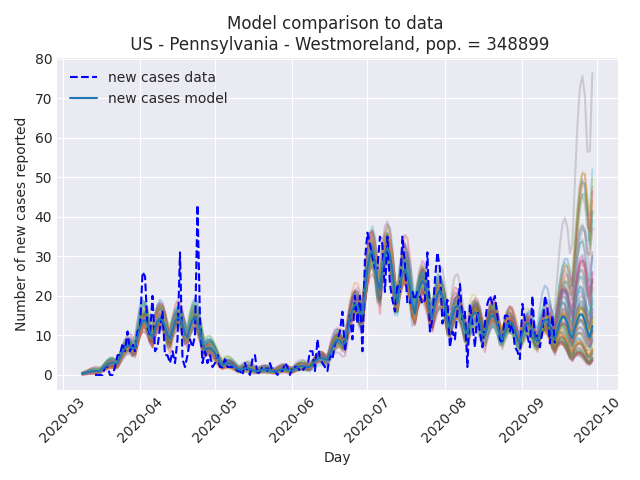 Model comparison to data
US - Pennsylvania - Westmoreland, pop. = 348899
new cases data
new cases model
Number of new cases reported
80
70
60
50
40
30
20
10
0
2020-03
2020-04
2020-05
2020-06
2020-07
2020-08
2020-09
2020-10
Day